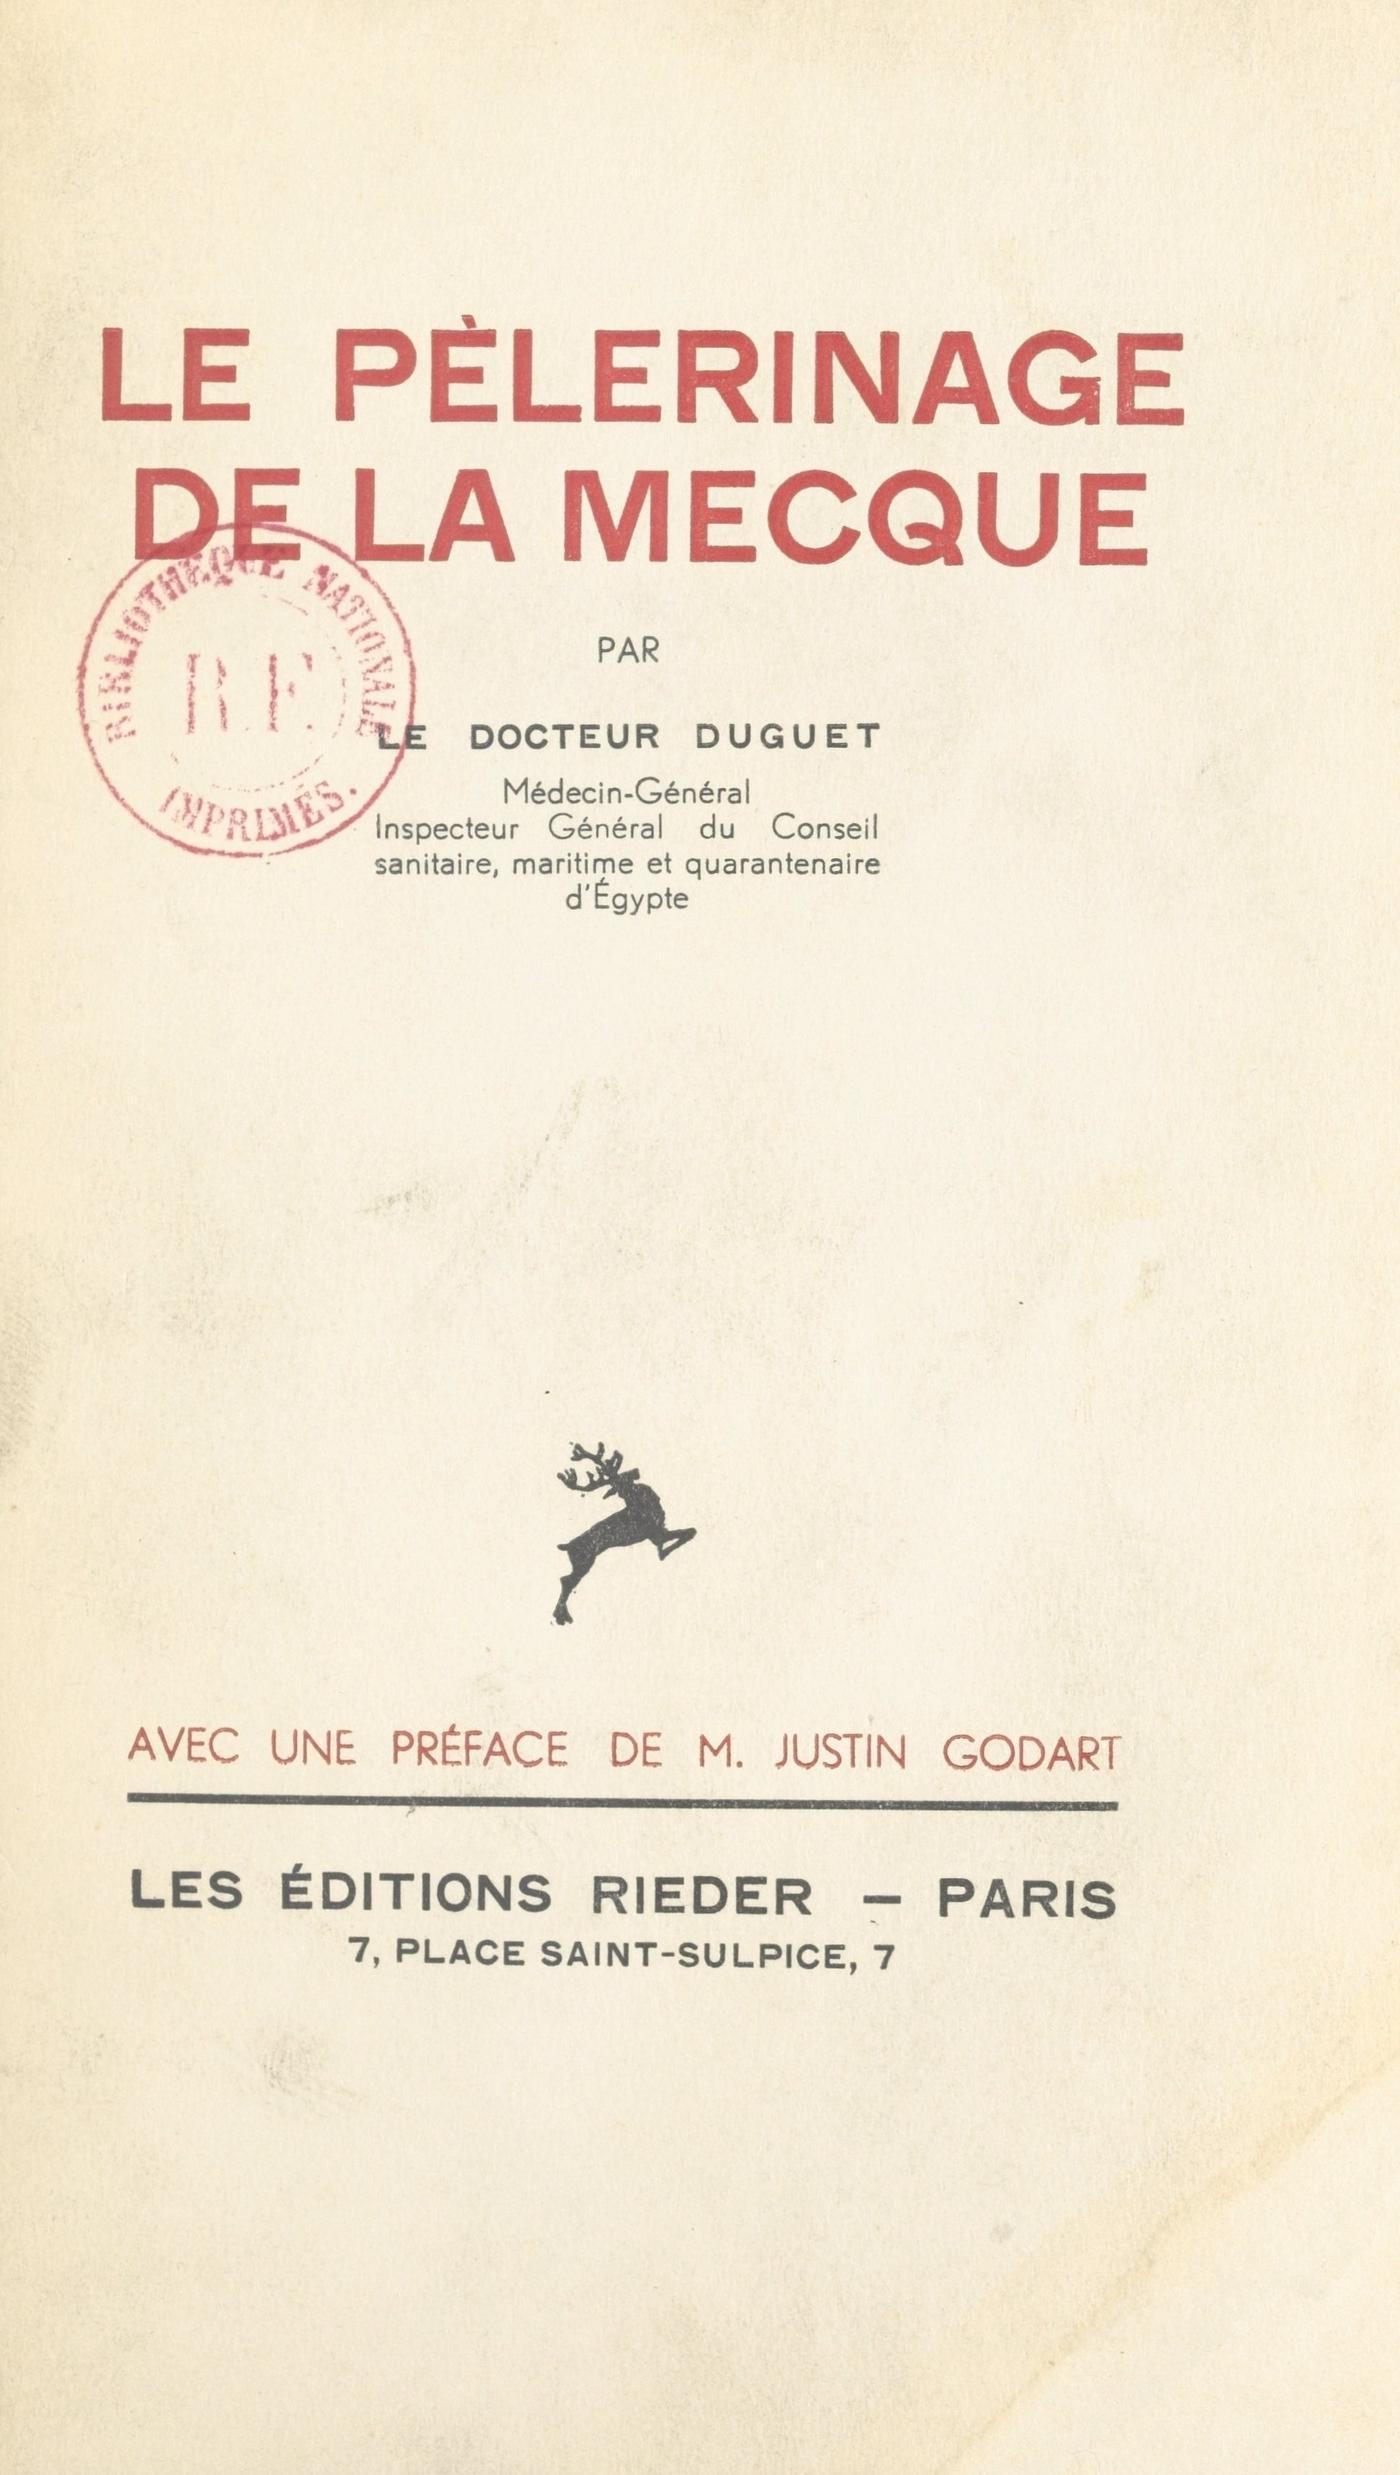 LE PÈLERINAGE
DE LA MECQUE
BIBLIOTHÈQUE NATIONALE
R F
IMPRIMÉS.
PAR
LE DOCTEUR DUGUET
Médecin-Général
Inspecteur Général du Conseil
sanitaire, maritime et quarantenaire
d'Égypte
AVEC UNE PRÉFACE DE M. JUSTIN GODART
LES ÉDITIONS RIEDER — PARIS
7, PLACE SAINT-SULPICE, 7